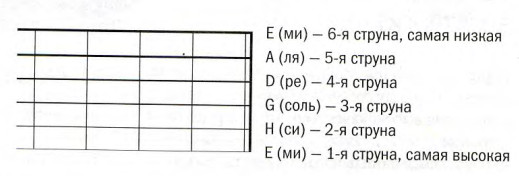 E (ми) – 6-я струна, самая низкая
A (ля) – 5-я струна
D (ре) – 4-я струна
G (соль) – 3-я струна
H (си) – 2-я струна
E (ми) – 1-я струна, самая высокая